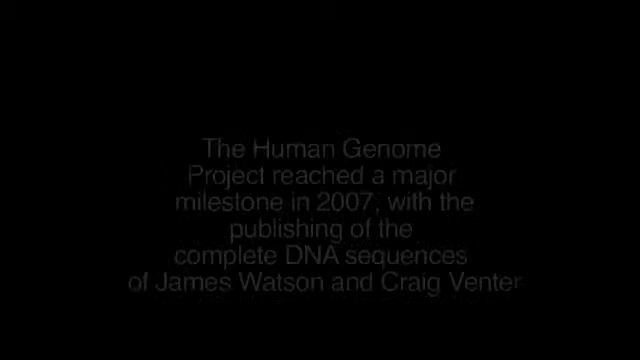 The Human Genome
Project reached a major
milestone in 2007, with the
publishing of the
complete DNA sequences
of James Watson and Craig Venter